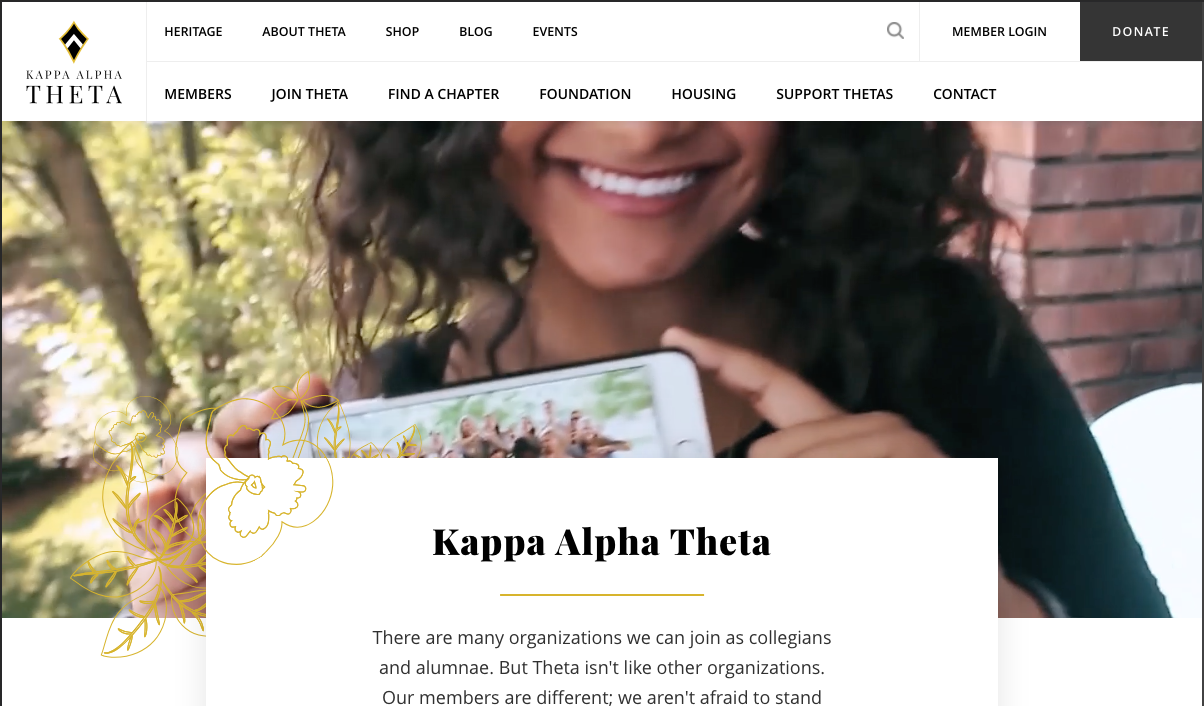 KAPPA ALPHA
THETA
HERITAGE ABOUT THETA SHOP BLOG EVENTS MEMBER LOGIN DONATE
MEMBERS JOIN THETA FIND A CHAPTER FOUNDATION HOUSING SUPPORT THETAS CONTACT
Kappa Alpha Theta
There are many organizations we can join as collegians
and alumnae. But Theta isn't like other organizations.
Our members are different; we aren't afraid to stand